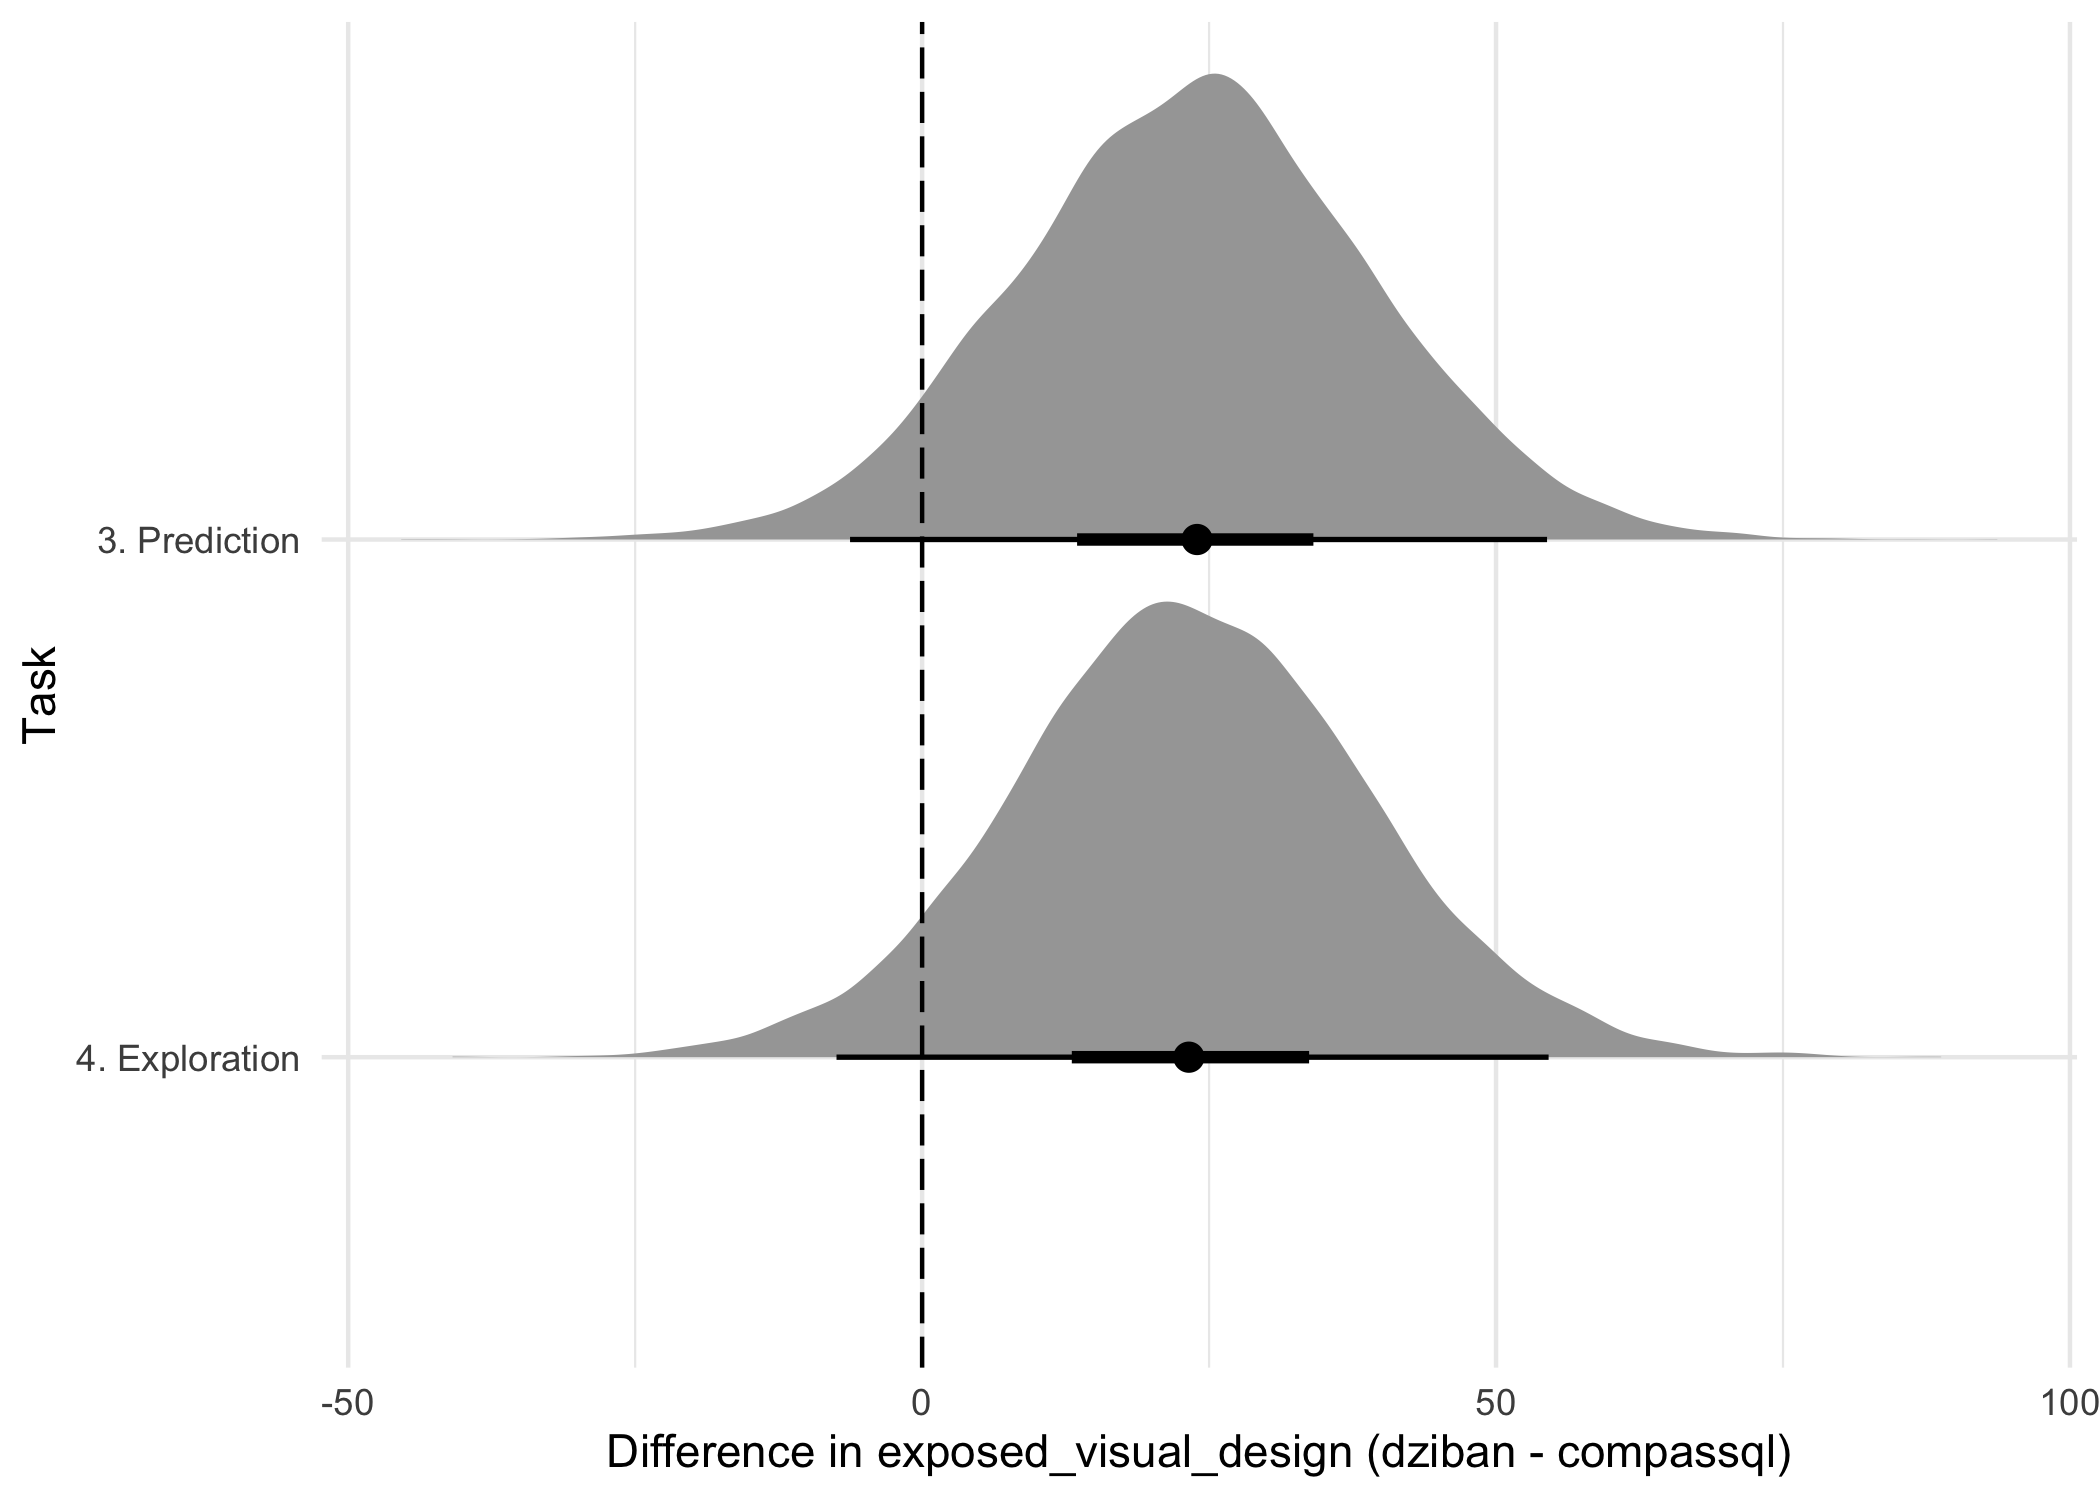 3. Prediction
Task
4. Exploration
-50 0 50 100
Difference in exposed_visual_design (dziban - compassql)